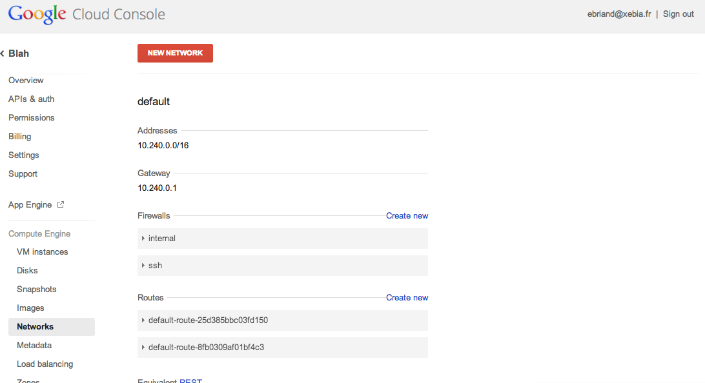 Google Cloud Console
ebriand@xebia.fr | Sign out
< Blah
NEW NETWORK
Overview
APIs & auth
Permissions
Billing
Settings
Support
App Engine
Compute Engine
VM instances
Disks
Snapshots
Images
Networks
Metadata
Load balancing
Zones
default
Addresses
10.240.0.0/16
Gateway
10.240.0.1
Firewalls
Create new
internal
ssh
Routes
Create new
default-route-25d385bbc03fd150
default-route-8fb0309af01bf4c3
Equivalent REST